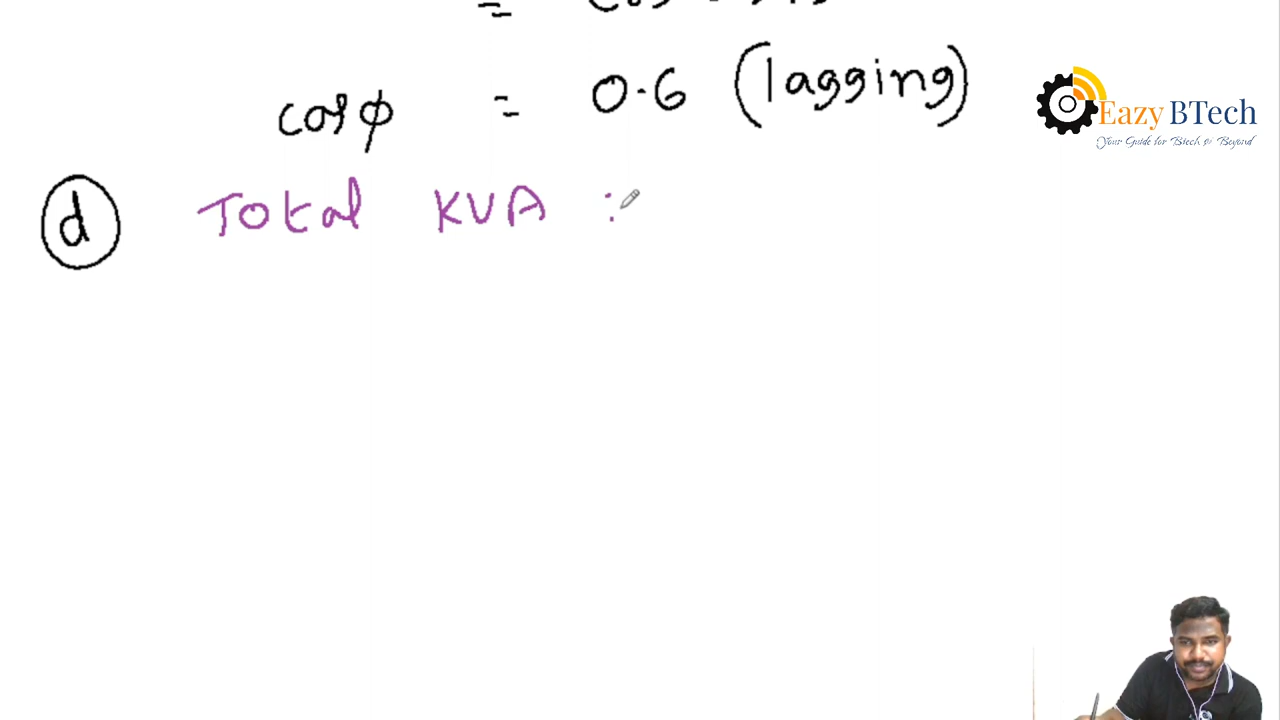 =
cosϕ = 0.6 (lagging)
Eazy BTech
Your Guide for Btech & Beyond
d Total KVA :